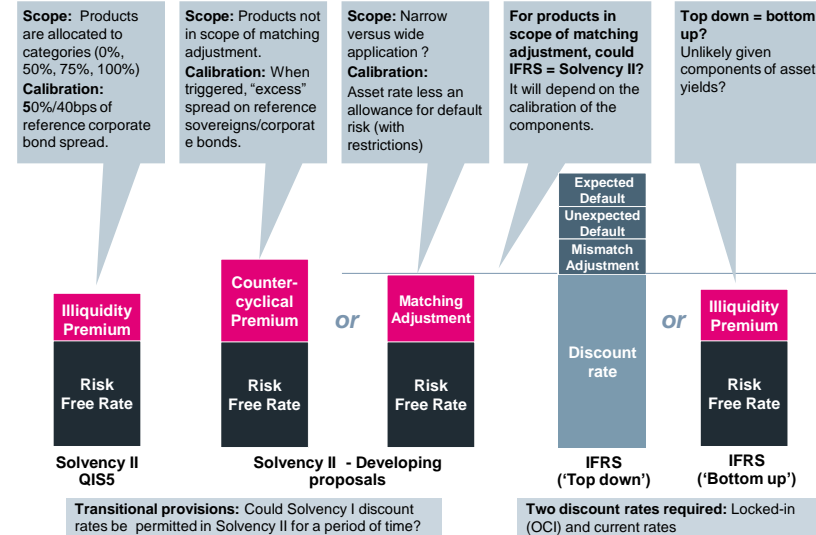 Scope: Products
are allocated to
categories (0%,
50%, 75%, 100%)
Calibration:
50%/40bps of
reference corporate
bond spread.
Scope: Products not
in scope of matching
adjustment.
Calibration: When
triggered, “excess”
spread on reference
sovereigns/corporat
e bonds.
Scope: Narrow
versus wide
application ?
Calibration:
Asset rate less an
allowance for default
risk (with
restrictions)
For products in
scope of matching
adjustment, could
IFRS = Solvency II?
It will depend on the
calibration of the
components.
Top down = bottom
up?
Unlikely given
components of asset
yields?
Illiquidity
Premium
Risk
Free Rate
Solvency II
QIS5
Counter-
cyclical
Premium
Risk
Free Rate
or
Matching
Adjustment
Risk
Free Rate
Solvency II - Developing
proposals
Expected
Default
Unexpected
Default
Mismatch
Adjustment
Discount
rate
IFRS
(‘Top down’)
or
Illiquidity
Premium
Risk
Free Rate
IFRS
(‘Bottom up’)
Transitional provisions: Could Solvency I discount
rates be permitted in Solvency II for a period of time?
Two discount rates required: Locked-in
(OCI) and current rates